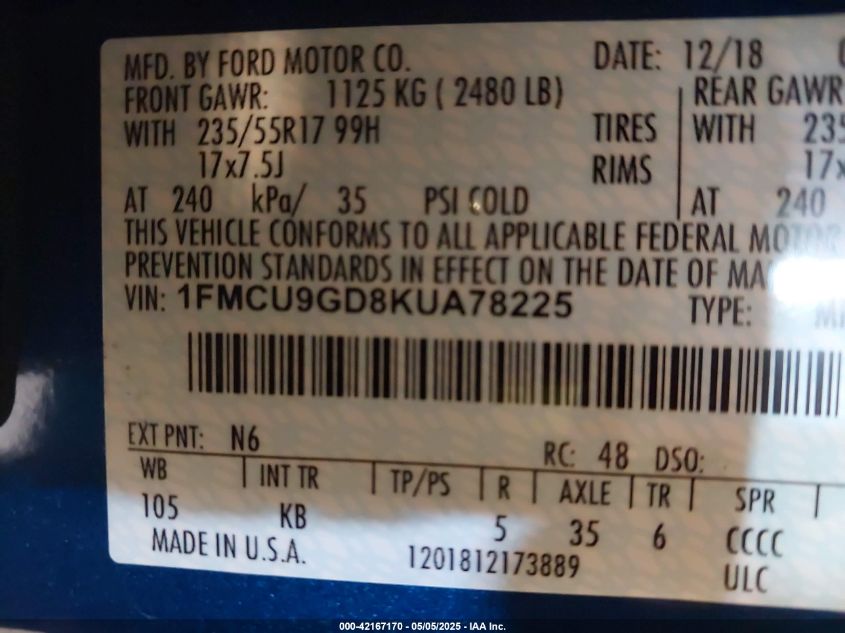 MFD. BY FORD MOTOR CO. DATE: 12/18
FRONT GAWR: 1125 KG ( 2480 LB) REAR GAWR
WITH 235/55R17 99H TIRES WITH 235
17x7.5J RIMS 17x
AT 240 kPa/ 35 PSI COLD AT 240
THIS VEHICLE CONFORMS TO ALL APPLICABLE FEDERAL MOTOR
PREVENTION STANDARDS IN EFFECT ON THE DATE OF MA
VIN: 1FMCU9GD8KUA78225 TYPE:
EXT PNT: N6 RC: 48 DSO:
WB INT TR TP/PS R AXLE TR SPR
105 KB 5 35 6 CCCC
MADE IN U.S.A. 1201812173889 ULC
000-42167170 - 05/05/2025 - IAA Inc.